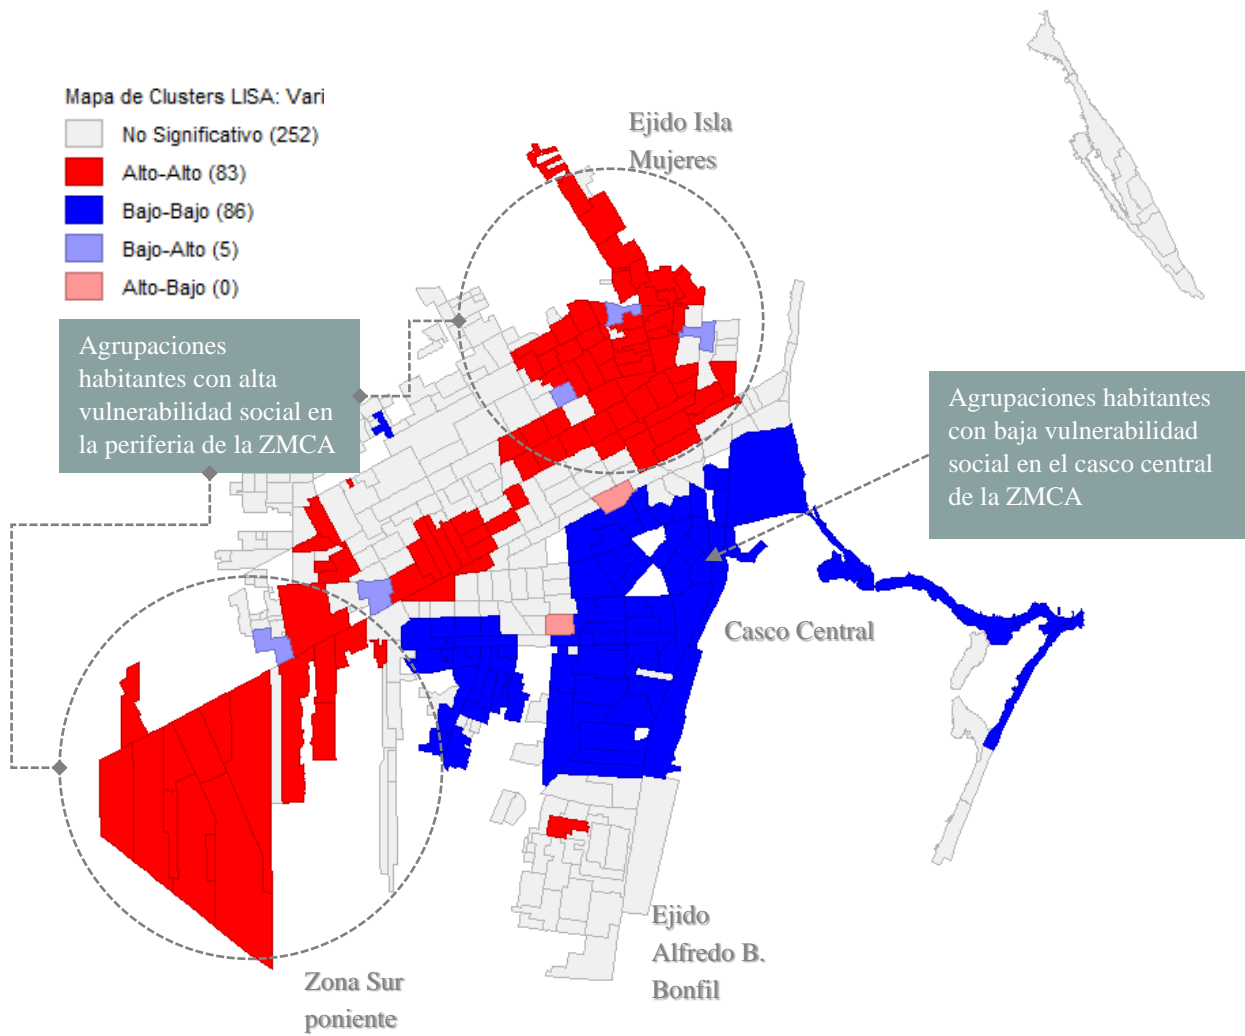 Mapa de Clusters LISA: Vari
No Significativo (252)
Alto-Alto (83)
Bajo-Bajo (86)
Bajo-Alto (5)
Alto-Bajo (0)
Ejido Isla
Mujeres
Agrupaciones
habitantes con alta
vulnerabilidad social en
la periferia de la ZMCA
Agrupaciones habitantes
con baja vulnerabilidad
social en el casco central
de la ZMCA
Casco Central
Ejido
Alfredo B.
Bonfil
Zona Sur
poniente